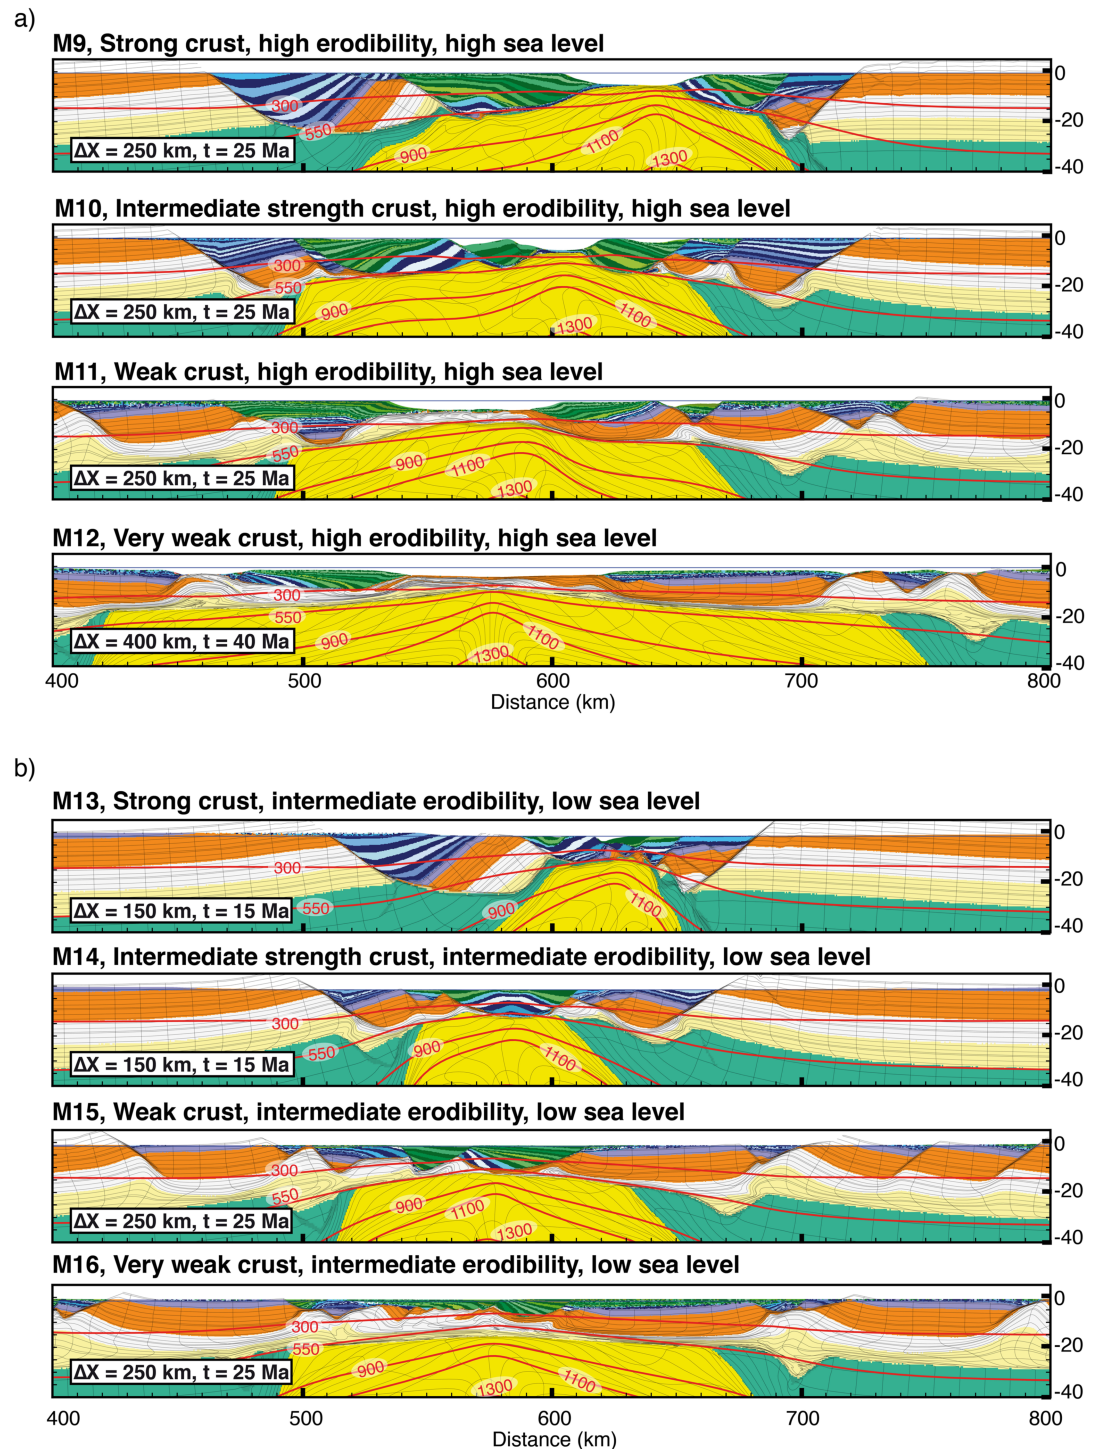 a)
M9, Strong crust, high erodibility, high sea level
0
300
-20
550
1100
900
1300
ΔX = 250 km, t = 25 Ma
-40
M10, Intermediate strength crust, high erodibility, high sea level
0
300
-20
550
900
1100
1300
ΔX = 250 km, t = 25 Ma
-40
M11, Weak crust, high erodibility, high sea level
0
300
-20
550
900
1100
1300
ΔX = 250 km, t = 25 Ma
-40
M12, Very weak crust, high erodibility, high sea level
0
300
-20
550
900
1100
1300
ΔX = 400 km, t = 40 Ma
-40
400 500 600 700 800
Distance (km)
b)
M13, Strong crust, intermediate erodibility, low sea level
0
300
-20
550
900
1100
ΔX = 150 km, t = 15 Ma
-40
M14, Intermediate strength crust, intermediate erodibility, low sea level
0
300
-20
550
900
1100
ΔX = 150 km, t = 15 Ma
-40
M15, Weak crust, intermediate erodibility, low sea level
0
300
-20
550
900
1100
1300
ΔX = 250 km, t = 25 Ma
-40
M16, Very weak crust, intermediate erodibility, low sea level
0
300
-20
550
900
1100
1300
ΔX = 250 km, t = 25 Ma
-40
400 500 600 700 800
Distance (km)